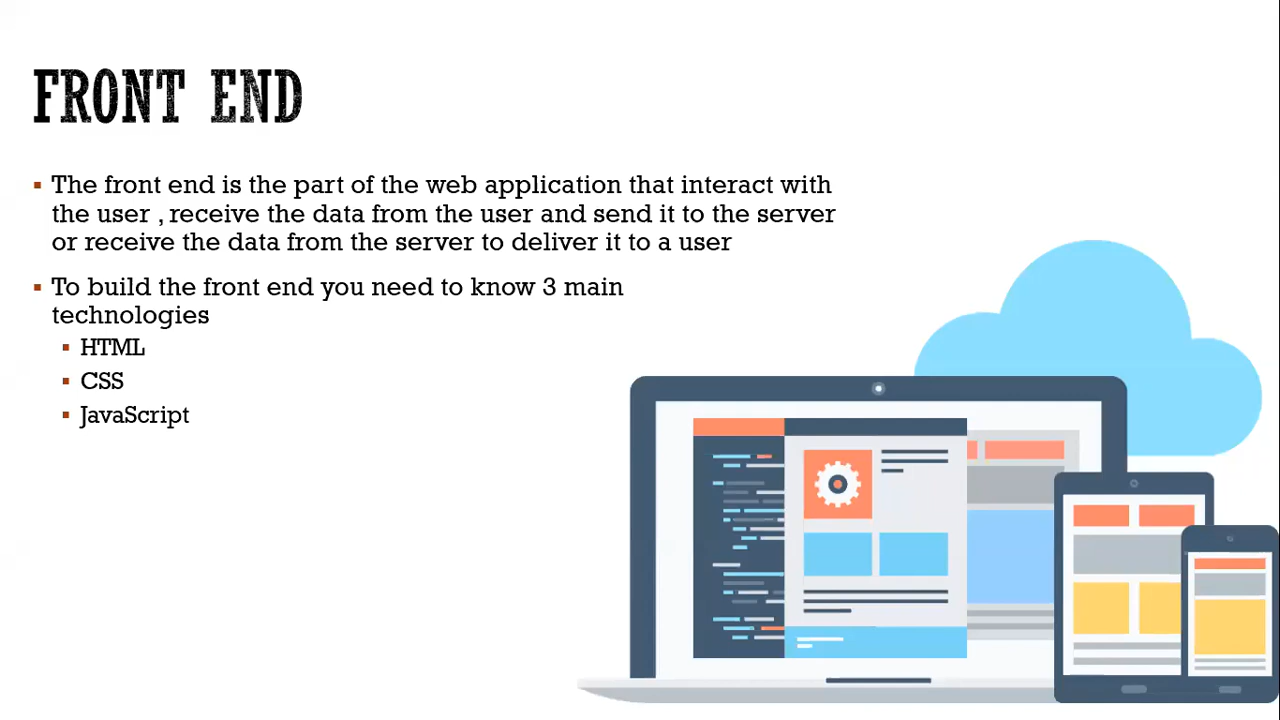 FRONT END
▪ The front end is the part of the web application that interact with
the user , receive the data from the user and send it to the server
or receive the data from the server to deliver it to a user
▪ To build the front end you need to know 3 main
technologies
▪ HTML
▪ CSS
▪ JavaScript